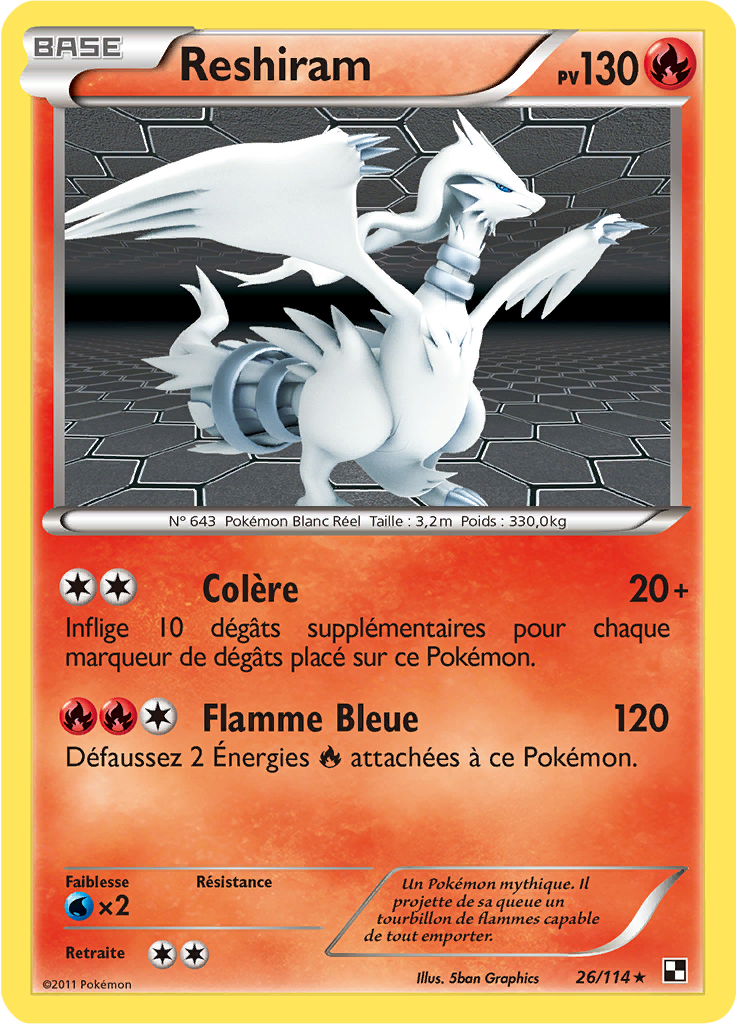 BASE Reshiram PV130
N° 643 Pokémon Blanc Réel Taille : 3,2m Poids : 330,0kg
Colère 20+
Inflige 10 dégâts supplémentaires pour chaque
marqueur de dégâts placé sur ce Pokémon.
Flamme Bleue 120
Défaussez 2 Énergies attachées à ce Pokémon.
Faiblesse Résistance
×2
Retraite
Un Pokémon mythique. Il
projette de sa queue un
tourbillon de flammes capable
de tout emporter.
©2011 Pokémon Illus. 5ban Graphics 26/114 ★